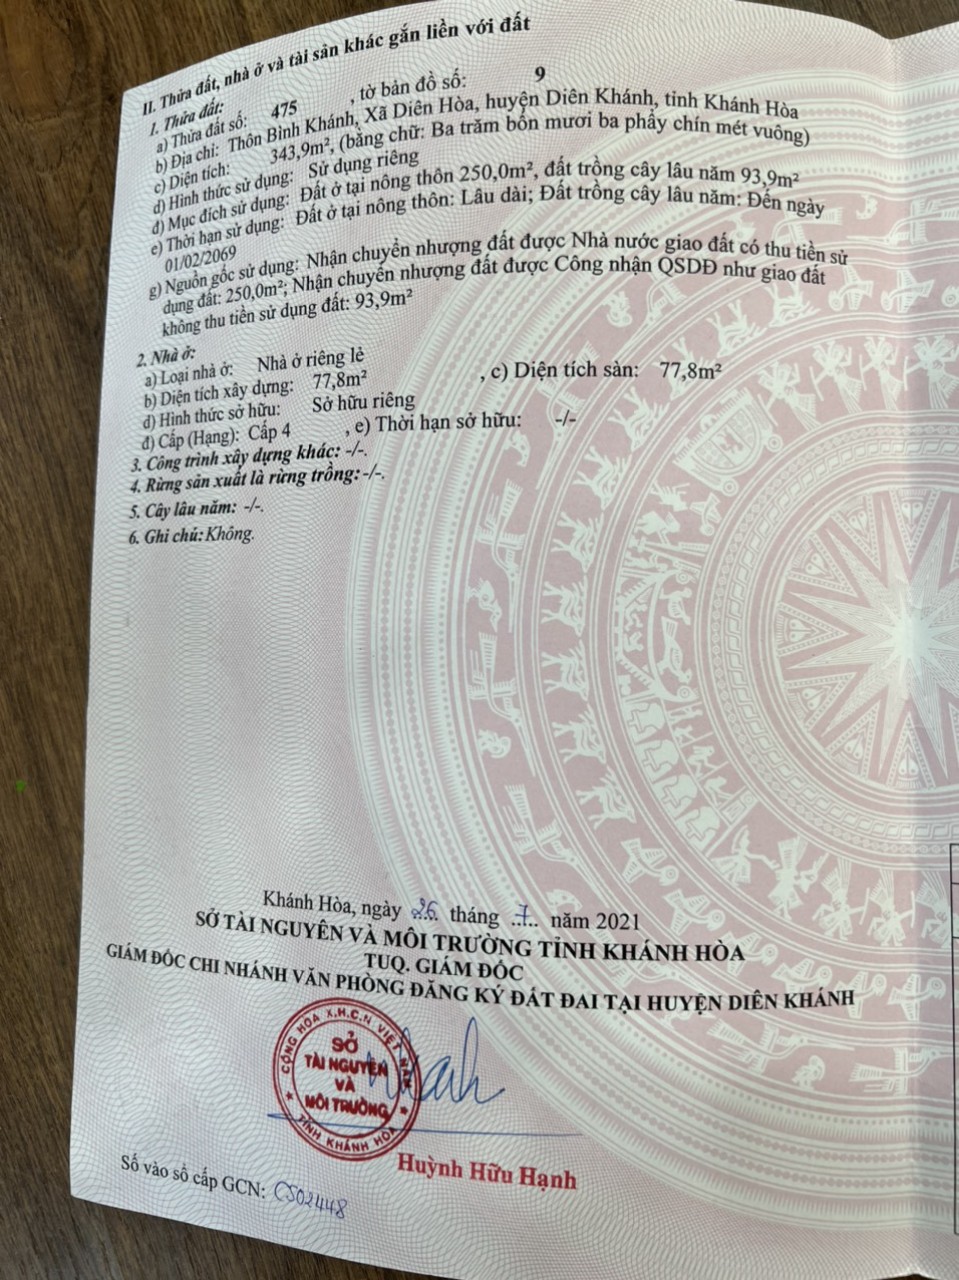 II. Thửa đất, nhà ở và tài sản khác gắn liền với đất
1. Thửa đất:
a) Thửa đất số: 475 , tờ bản đồ số: 9
b) Địa chỉ: Thôn Bình Khánh, Xã Diên Hòa, huyện Diên Khánh, tỉnh Khánh Hòa
c) Diện tích: 343,9m², (bằng chữ: Ba trăm bốn mươi ba phẩy chín mét vuông)
d) Hình thức sử dụng: Sử dụng riêng
đ) Mục đích sử dụng: Đất ở tại nông thôn 250,0m², đất trồng cây lâu năm 93,9m²
e) Thời hạn sử dụng: Đất ở tại nông thôn: Lâu dài; Đất trồng cây lâu năm: Đến ngày
01/02/2069
g) Nguồn gốc sử dụng: Nhận chuyển nhượng đất được Nhà nước giao đất có thu tiền sử
dụng đất: 250,0m²; Nhận chuyển nhượng đất được Công nhận QSDĐ như giao đất
không thu tiền sử dụng đất: 93,9m²
2. Nhà ở:
a) Loại nhà ở: Nhà ở riêng lẻ
b) Diện tích xây dựng: 77,8m² , c) Diện tích sàn: 77,8m²
d) Hình thức sở hữu: Sở hữu riêng
đ) Cấp (Hạng): Cấp 4 , e) Thời hạn sở hữu: -/-
3. Công trình xây dựng khác: -/-.
4. Rừng sản xuất là rừng trồng: -/-.
5. Cây lâu năm: -/-.
6. Ghi chú: Không.
Khánh Hòa, ngày 26 tháng 7 năm 2021
SỞ TÀI NGUYÊN VÀ MÔI TRƯỜNG TỈNH KHÁNH HÒA
TUQ. GIÁM ĐỐC
GIÁM ĐỐC CHI NHÁNH VĂN PHÒNG ĐĂNG KÝ ĐẤT ĐAI TẠI HUYỆN DIÊN KHÁNH
CỘNG HÒA X.H.C.N VIỆT NAM
SỞ
TÀI NGUYÊN
VÀ
MÔI TRƯỜNG
TỈNH KHÁNH HÒA
Huỳnh Hữu Hạnh
Số vào sổ cấp GCN: CS02448